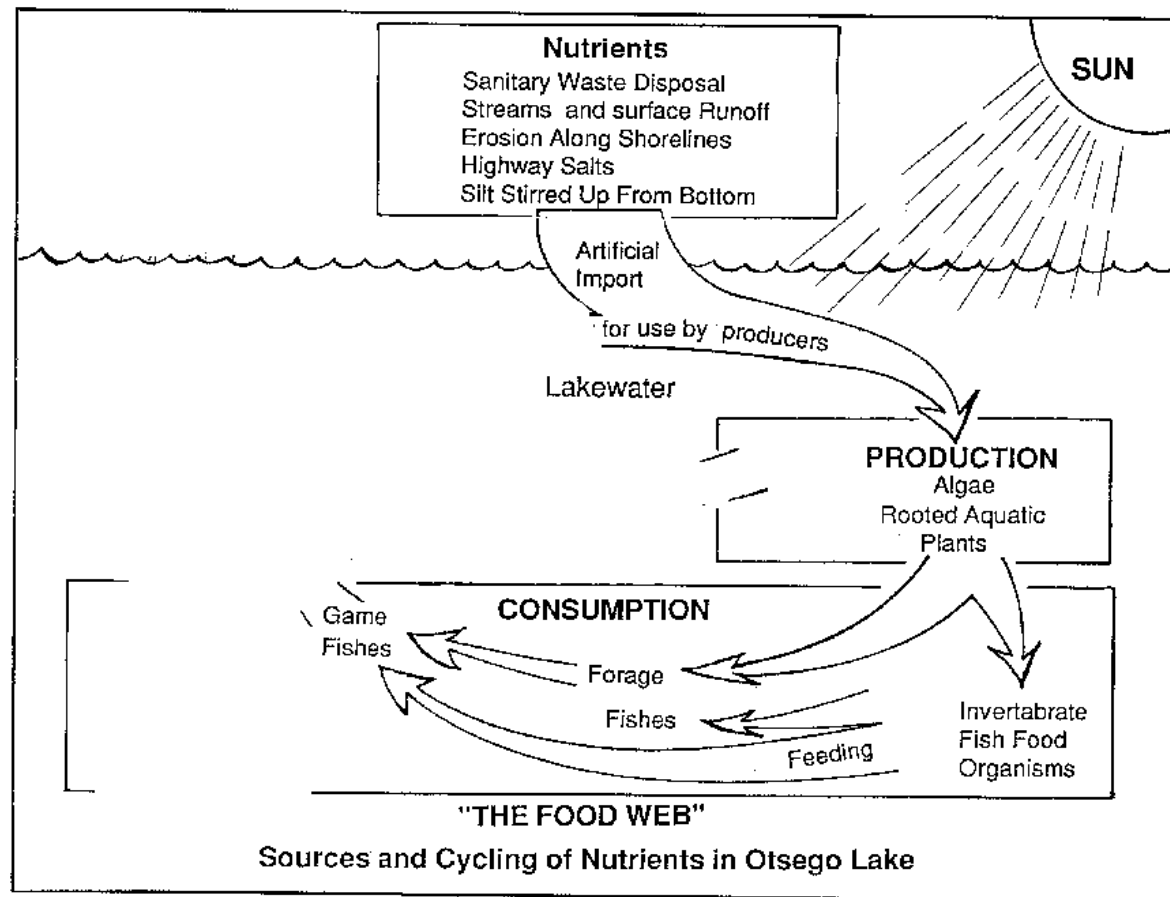 Nutrients
Sanitary Waste Disposal
Streams and surface Runoff
Erosion Along Shorelines
Highway Salts
Silt Stirred Up From Bottom
SUN
Artificial
Import
for use by producers
Lakewater
PRODUCTION
Algae
Rooted Aquatic
Plants
CONSUMPTION
Game
Fishes
Forage
Fishes
Feeding
Invertabrate
Fish Food
Organisms
"THE FOOD WEB"
Sources and Cycling of Nutrients in Otsego Lake